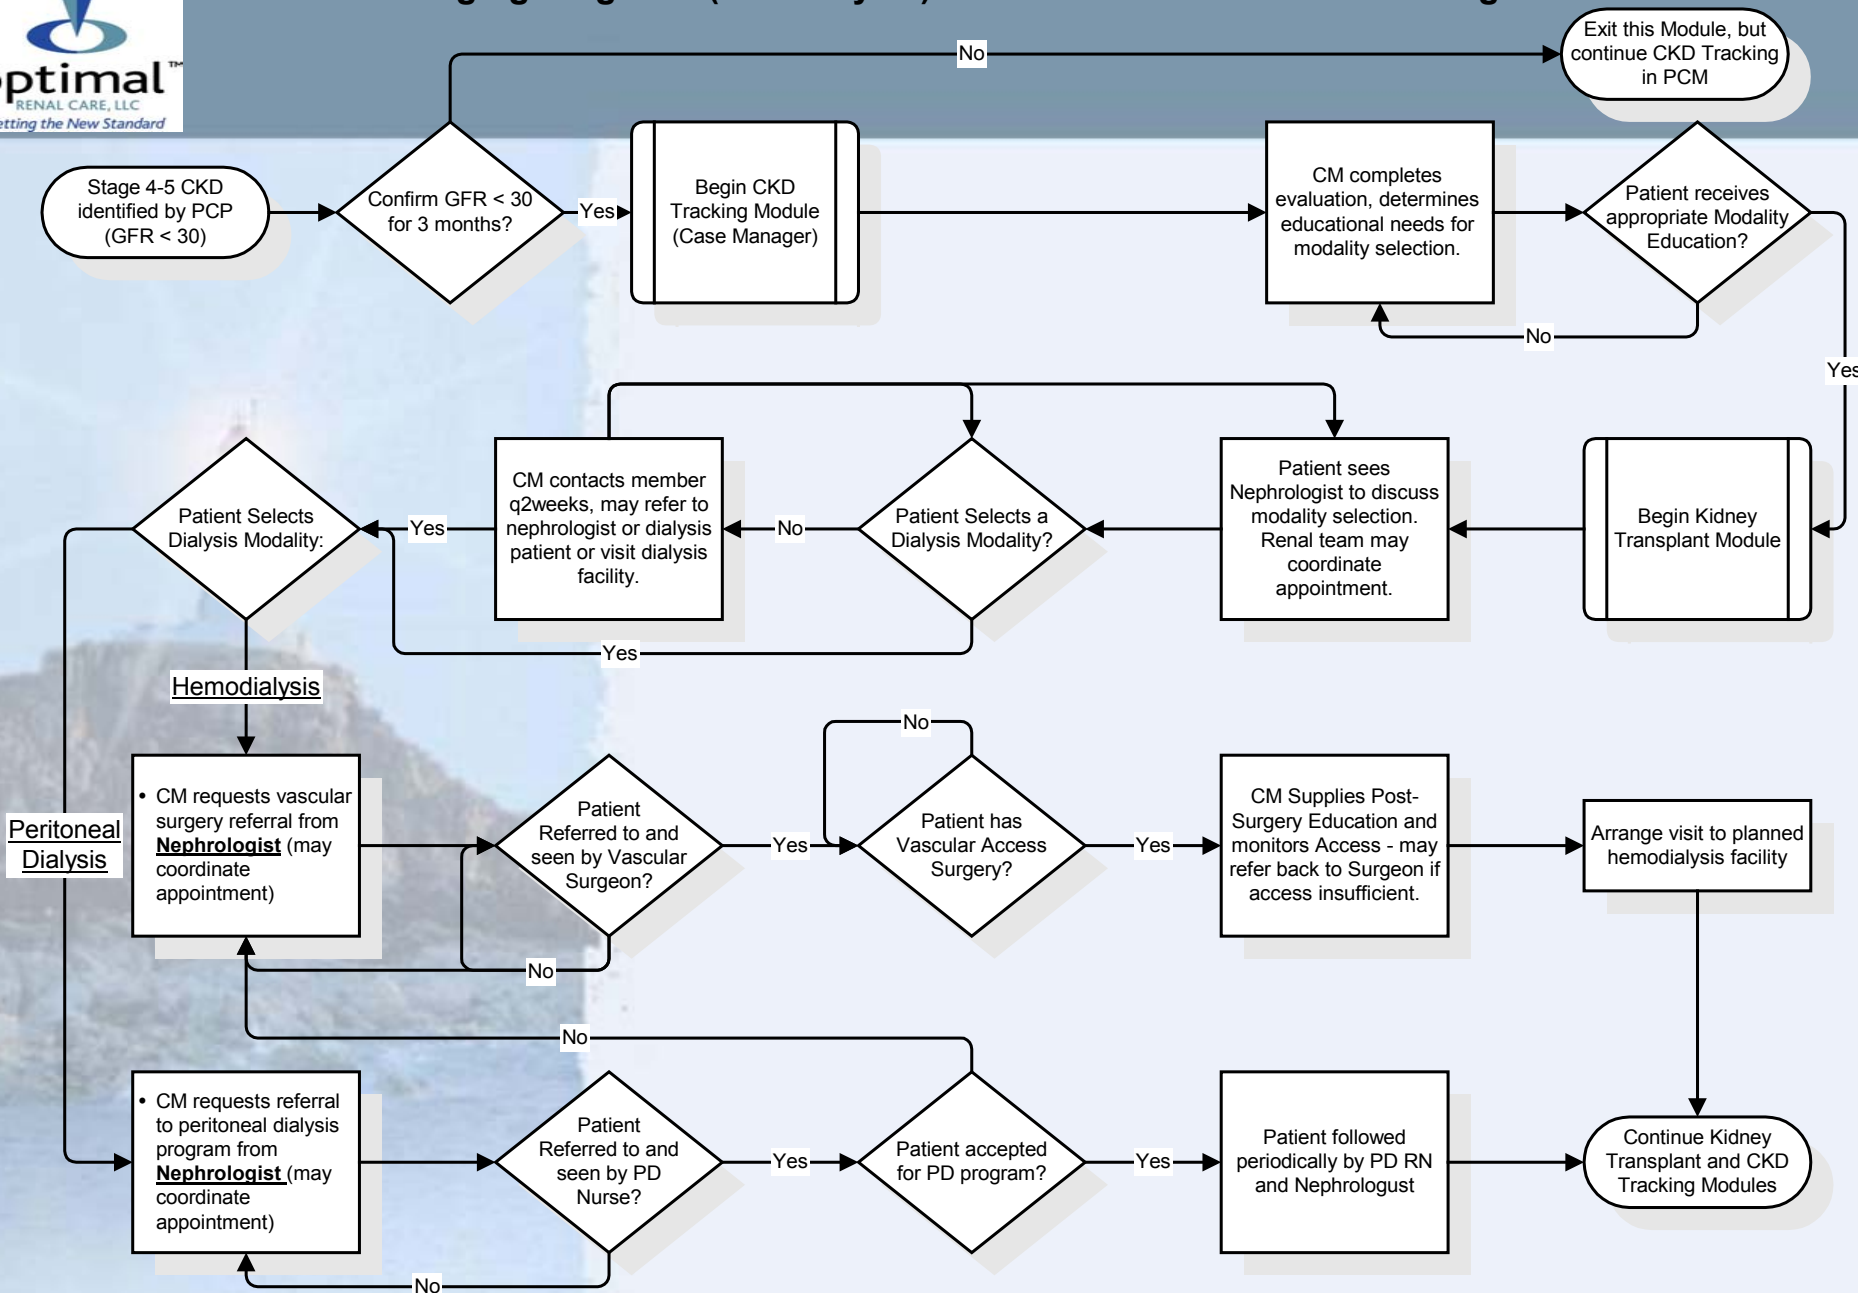 optimal™
RENAL CARE, LLC
etting the New Standard
No
Exit this Module, but
continue CKD Tracking
in PCM
Stage 4-5 CKD
identified by PCP
(GFR < 30)
Confirm GFR < 30
for 3 months?
Yes
Begin CKD
Tracking Module
(Case Manager)
CM completes
evaluation, determines
educational needs for
modality selection.
Patient receives
appropriate Modality
Education?
No
Yes
Patient Selects
Dialysis Modality:
Yes
CM contacts member
q2weeks, may refer to
nephrologist or dialysis
patient or visit dialysis
facility.
No
Patient Selects a
Dialysis Modality?
Patient sees
Nephrologist to discuss
modality selection.
Renal team may
coordinate
appointment.
Begin Kidney
Transplant Module
Yes
Hemodialysis
Peritoneal
Dialysis
• CM requests vascular
surgery referral from
Nephrologist (may
coordinate
appointment)
Patient
Referred to and
seen by Vascular
Surgeon?
No
Yes
No
Patient has
Vascular Access
Surgery?
Yes
CM Supplies Post-
Surgery Education and
monitors Access - may
refer back to Surgeon if
access insufficient.
Arrange visit to planned
hemodialysis facility
No
• CM requests referral
to peritoneal dialysis
program from
Nephrologist (may
coordinate
appointment)
Patient
Referred to and
seen by PD
Nurse?
No
Yes
Patient accepted
for PD program?
Yes
Patient followed
periodically by PD RN
and Nephrologust
Continue Kidney
Transplant and CKD
Tracking Modules